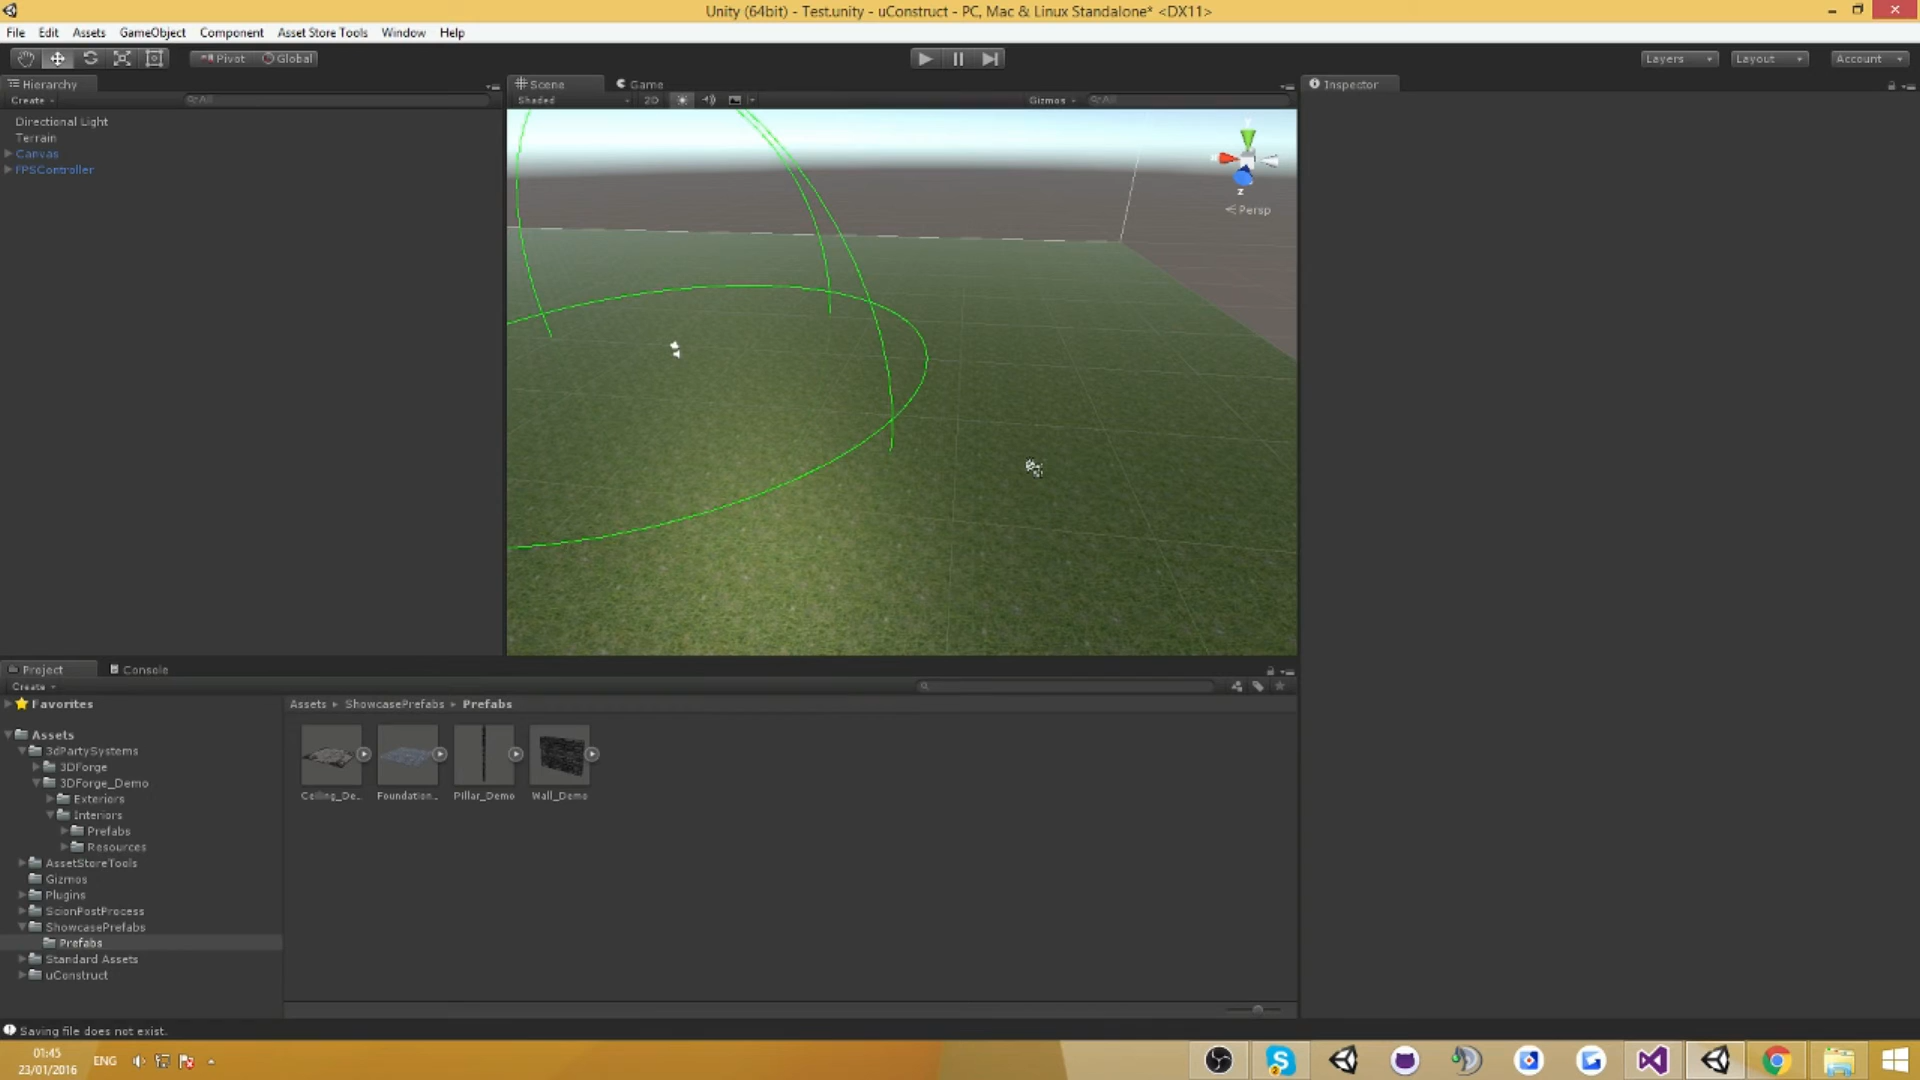 Unity (64bit) - Test.unity - uConstruct - PC, Mac & Linux Standalone* <DX11>
File Edit Assets GameObject Component Asset Store Tools Window Help
Pivot Global Layers Layout Account
Hierarchy Scene Game Inspector
Create All Shaded 2D Gizmos All
Directional Light
Terrain
Canvas
FPSController
y
x
z
Persp
Project Console
Create
Favorites
Assets ShowcasePrefabs Prefabs
Assets
3dPartySystems
3DForge
3DForge_Demo
Exteriors
Interiors
Prefabs
Resources
AssetStoreTools
Gizmos
Plugins
ScionPostProcess
ShowcasePrefabs
Prefabs
Standard Assets
uConstruct
Ceiling_De.. Foundation.. Pillar_Demo Wall_Demo
Saving file does not exist.
01:45
23/01/2016
ENG